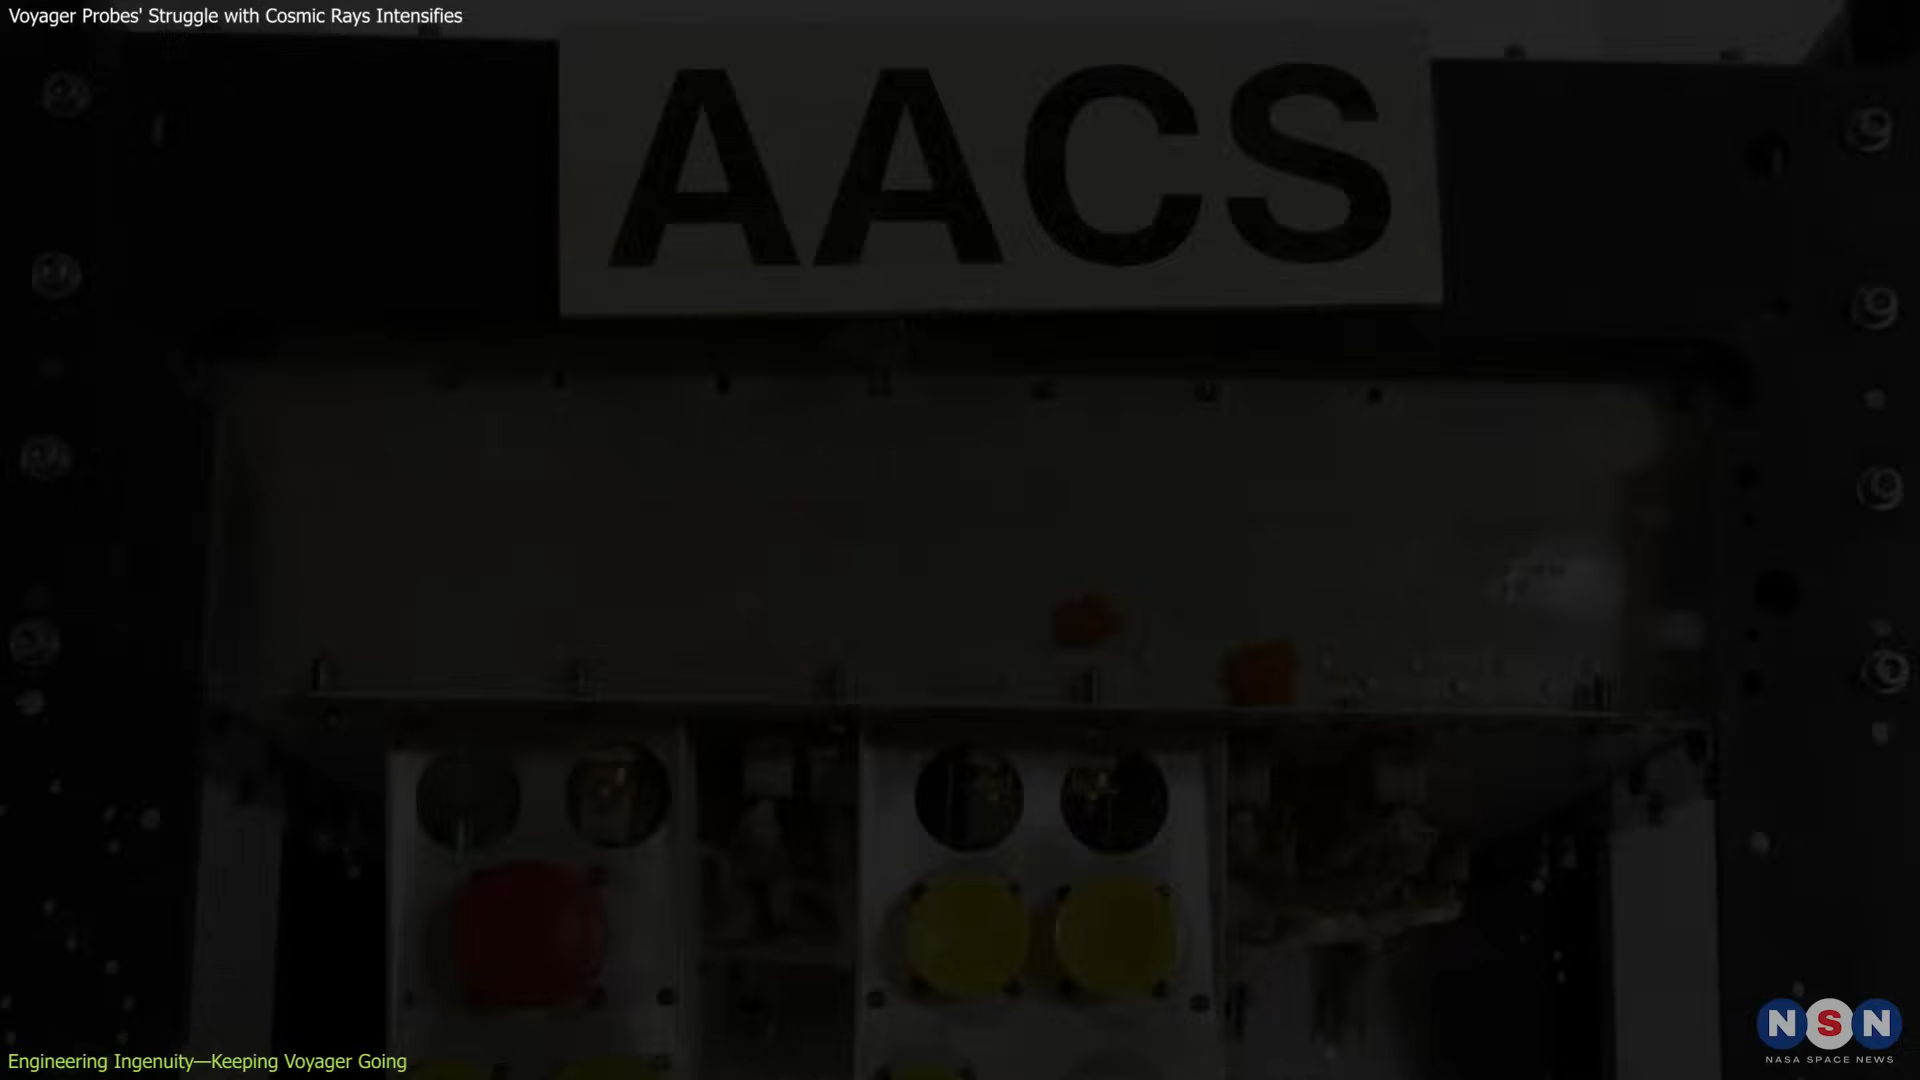 Voyager Probes' Struggle with Cosmic Rays Intensifies
AACS
Engineering Ingenuity—Keeping Voyager Going
NSN
NASA SPACE NEWS